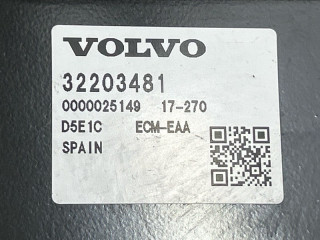 VOLVO
32203481
0000025149 17-270
D5E1C ECM-EAA
SPAIN